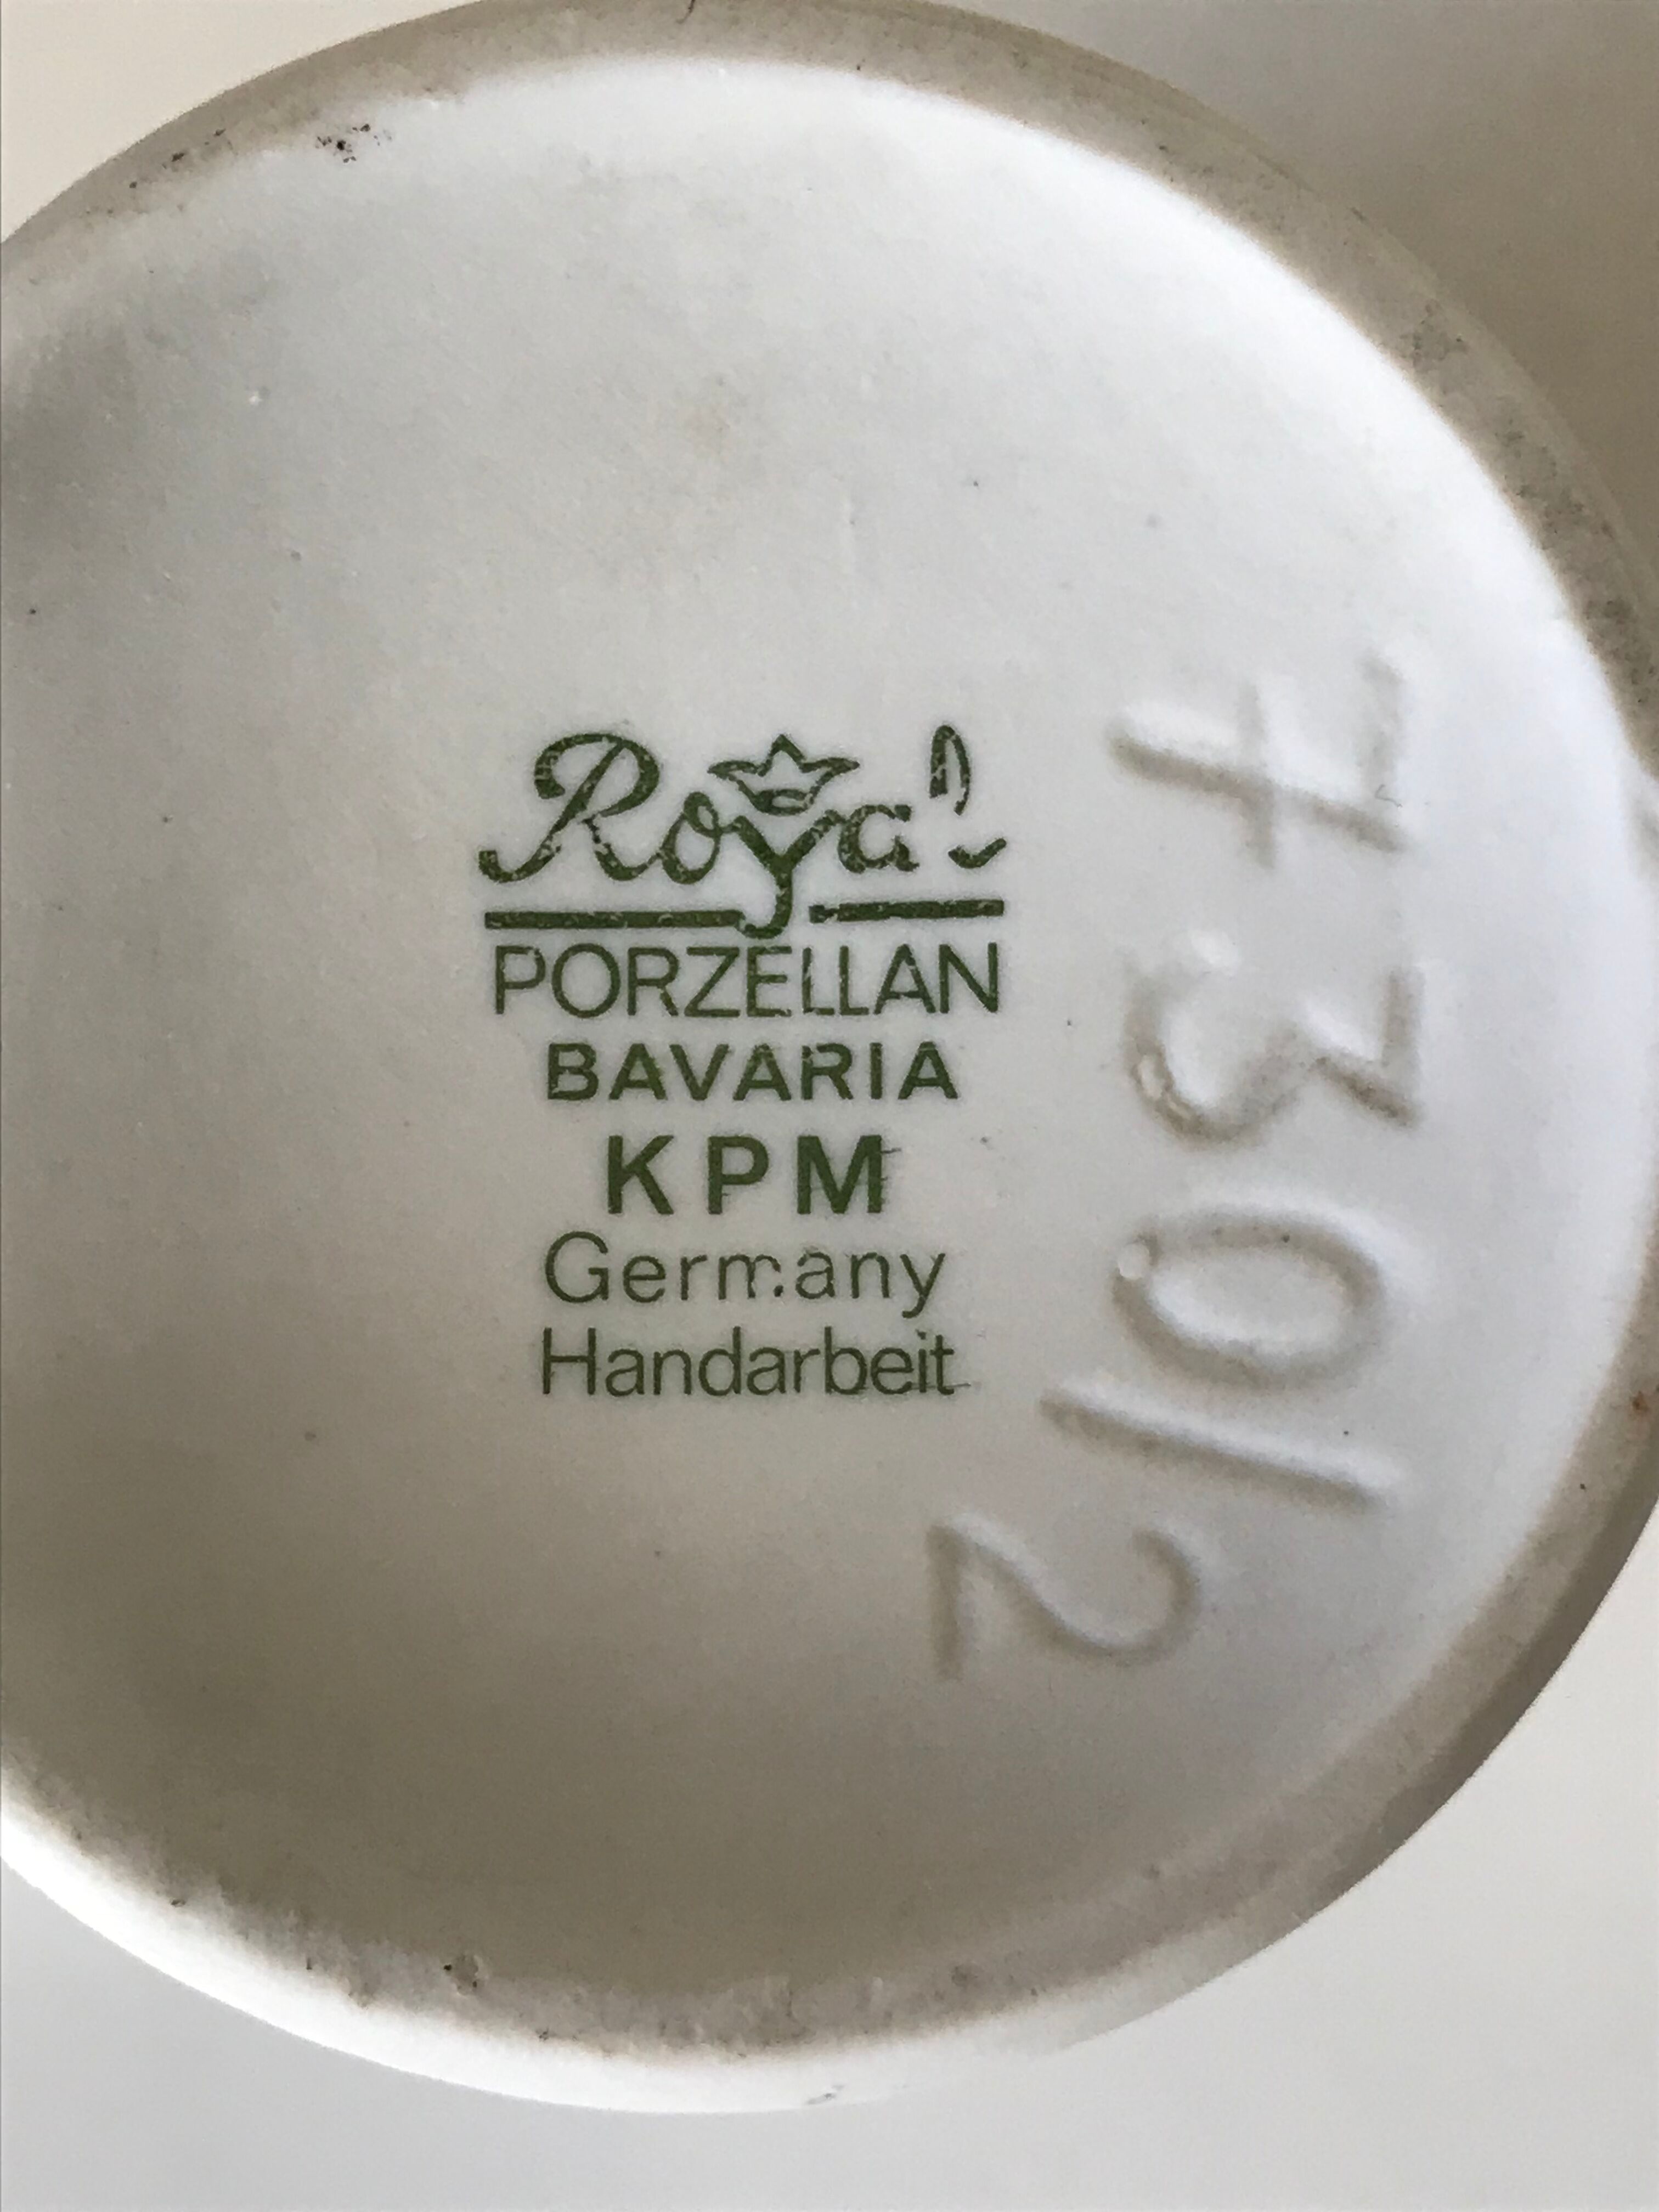 Royal
PORZELLAN
BAVARIA
KPM
Germany
Handarbeit
730/2